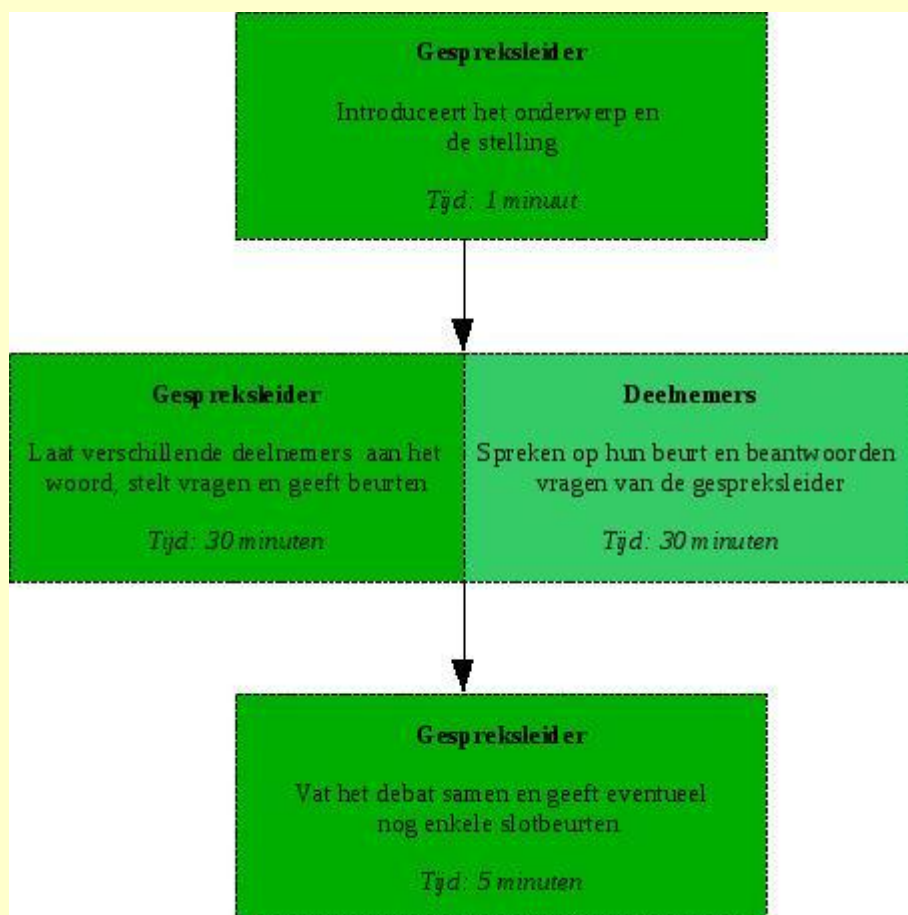 Gespreksleider
Introduceert het onderwerp en
de stelling
Tijd: 1 minuut
Gespreksleider
Laat verschillende deelnemers aan het
woord, stelt vragen en geeft beurten
Tijd: 30 minuten
Deelnemers
Spreken op hun beurt en beantwoorden
vragen van de gespreksleider
Tijd: 30 minuten
Gespreksleider
Vat het debat samen en geeft eventueel
nog enkele slotbeurten
Tijd: 5 minuten